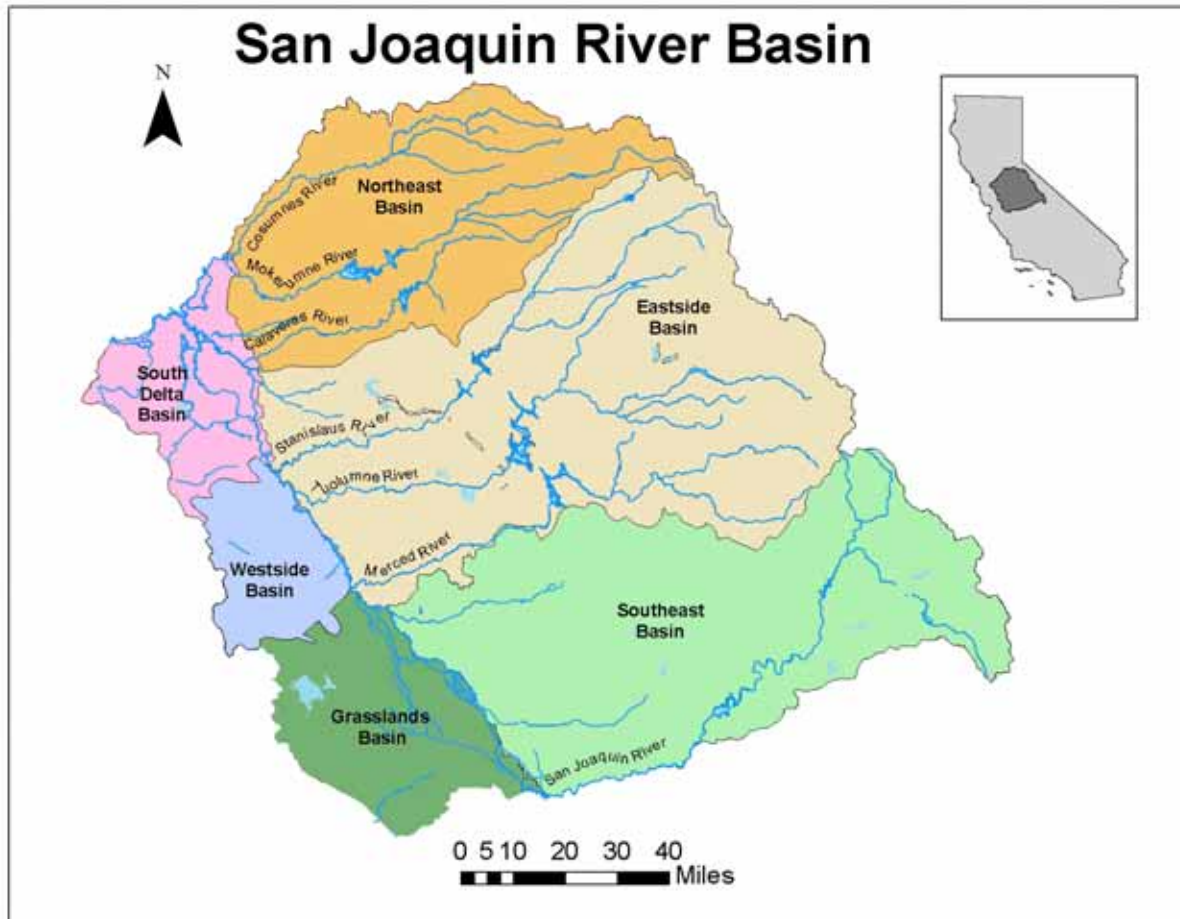 San Joaquin River Basin
N
Cosumnes River
Northeast
Basin
Mokelumne River
Calaveras River
Eastside
Basin
South
Delta
Basin
Stanislaus River
Tuolumne River
Merced River
Westside
Basin
Southeast
Basin
Grasslands
Basin
San Joaquin River
0 5 10 20 30 40
Miles